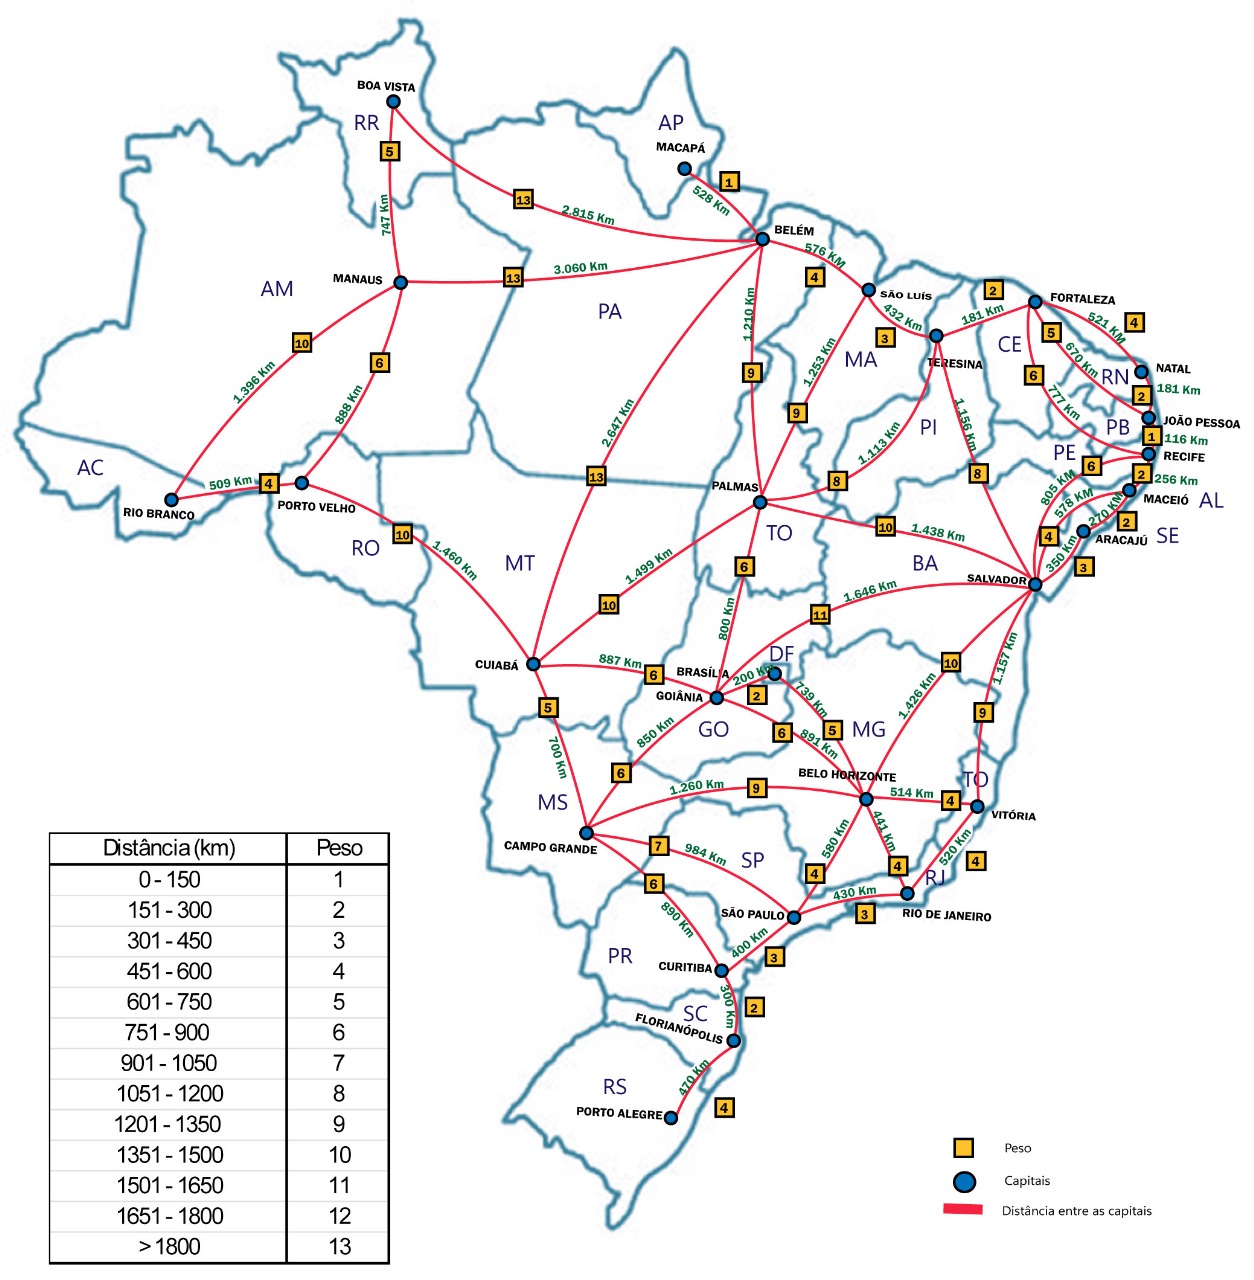 BOA VISTA
RR
AP
MACAPÁ
5
1
528 Km
13
2.815 Km
747 Km
BELÉM
576 KM
MANAUS
13
3.060 Km
4
SÃO LUÍS
2
FORTALEZA
AM
PA
1.210 Km
432 Km
181 Km
521 KM
4
10
3
MA
TERESINA
CE
5
670 Km
6
888 Km
1.396 Km
9
1.253 Km
6
RN
NATAL
181 Km
2
777 Km
9
1.156 Km
PI
PB
JOÃO PESSOA
1
116 Km
2.647 Km
1.113 Km
PE
RECIFE
AC
13
8
8
6
2
256 Km
509 Km
4
PALMAS
805 KM
578 KM
MACEIÓ
AL
RIO BRANCO
PORTO VELHO
270 KM
2
10
RO
1.460 Km
MT
TO
10
1.438 Km
4
ARACAJÚ
SE
350 Km
3
BA
1.499 Km
6
SALVADOR
10
800 Km
11
1.646 Km
CUIABÁ
887 Km
6
BRASÍLIA
DF
200 Km
10
1.157 Km
GOIÂNIA
2
739 Km
1.426 Km
5
700 Km
850 Km
GO
6
891 Km
5
MG
9
6
BELO HORIZONTE
TO
MS
1.260 Km
9
514 Km
4
VITÓRIA
CAMPO GRANDE
7
984 Km
580 Km
441 Km
520 Km
SP
4
4
RJ
4
6
890 Km
SÃO PAULO
430 Km
3
RIO DE JANEIRO
400 Km
3
PR
CURITIBA
300 Km
2
SC
FLORIANÓPOLIS
470 Km
RS
PORTO ALEGRE
4
Distância (km) Peso
0 - 150 1
151 - 300 2
301 - 450 3
451 - 600 4
601 - 750 5
751 - 900 6
901 - 1050 7
1051 - 1200 8
1201 - 1350 9
1351 - 1500 10
1501 - 1650 11
1651 - 1800 12
> 1800 13
Peso
Capitais
Distância entre as capitais